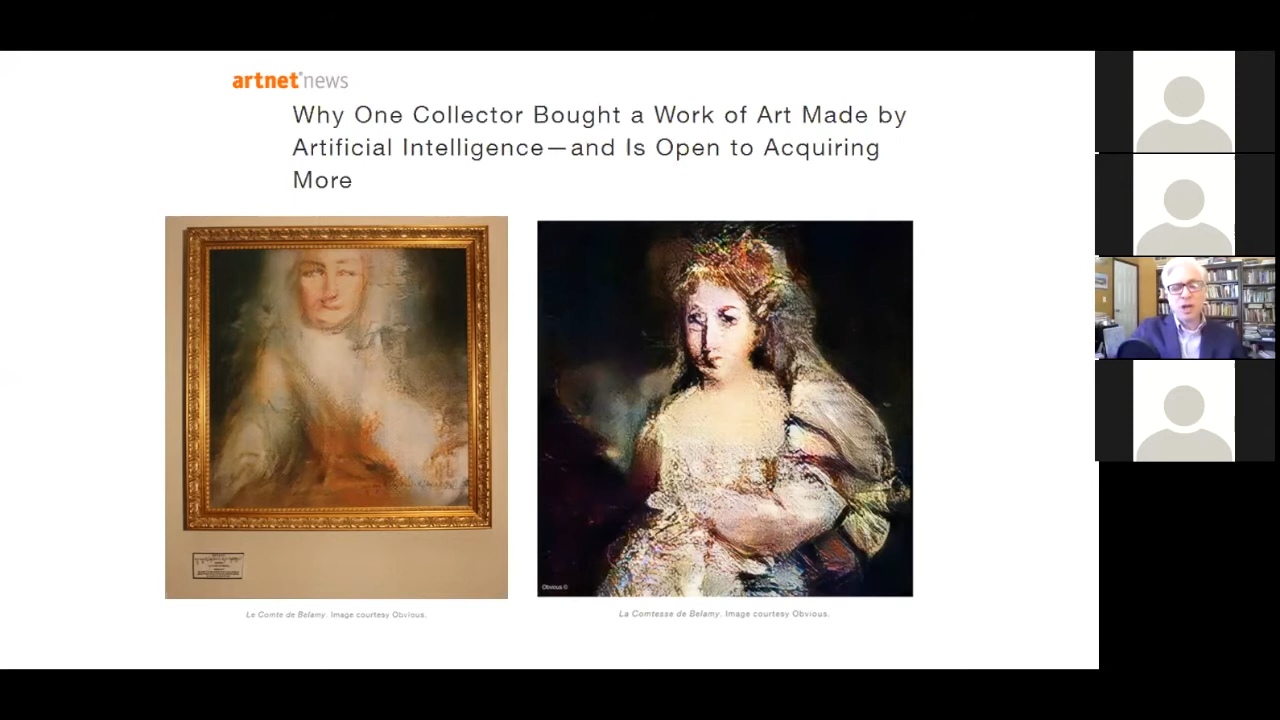 artnet®news
Why One Collector Bought a Work of Art Made by
Artificial Intelligence—and Is Open to Acquiring
More
Obvious ©
Le Comte de Belamy. Image courtesy Obvious.
La Comtesse de Belamy. Image courtesy Obvious.